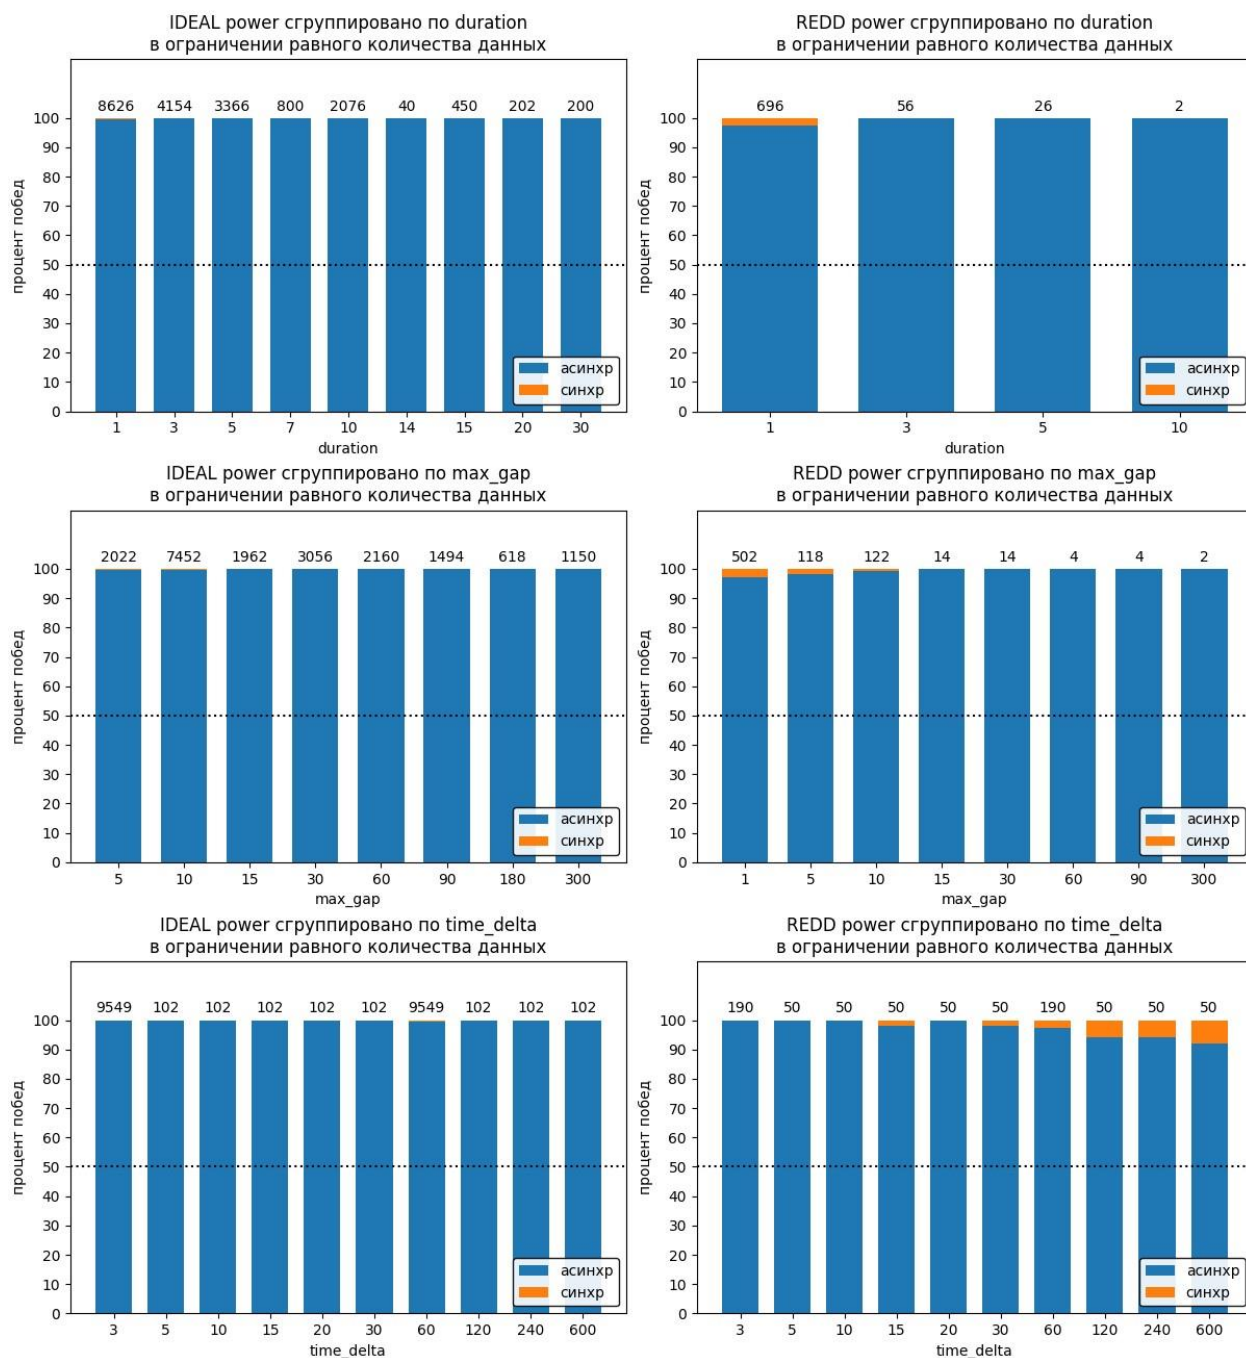 IDEAL power сгруппировано по duration
в ограничении равного количества данных
8626 4154 3366 800 2076 40 450 202 200
100
90
80
70
60
50
40
30
20
10
0
процент побед
асинхр
синхр
1 3 5 7 10 14 15 20 30
duration
REDD power сгруппировано по duration
в ограничении равного количества данных
696 56 26 2
100
90
80
70
60
50
40
30
20
10
0
процент побед
асинхр
синхр
1 3 5 10
duration
IDEAL power сгруппировано по max_gap
в ограничении равного количества данных
2022 7452 1962 3056 2160 1494 618 1150
100
90
80
70
60
50
40
30
20
10
0
процент побед
асинхр
синхр
5 10 15 30 60 90 180 300
max_gap
REDD power сгруппировано по max_gap
в ограничении равного количества данных
502 118 122 14 14 4 4 2
100
90
80
70
60
50
40
30
20
10
0
процент побед
асинхр
синхр
1 5 10 15 30 60 90 300
max_gap
IDEAL power сгруппировано по time_delta
в ограничении равного количества данных
9549 102 102 102 102 102 9549 102 102 102
100
90
80
70
60
50
40
30
20
10
0
процент побед
асинхр
синхр
3 5 10 15 20 30 60 120 240 600
time_delta
REDD power сгруппировано по time_delta
в ограничении равного количества данных
190 50 50 50 50 50 190 50 50 50
100
90
80
70
60
50
40
30
20
10
0
процент побед
асинхр
синхр
3 5 10 15 20 30 60 120 240 600
time_delta